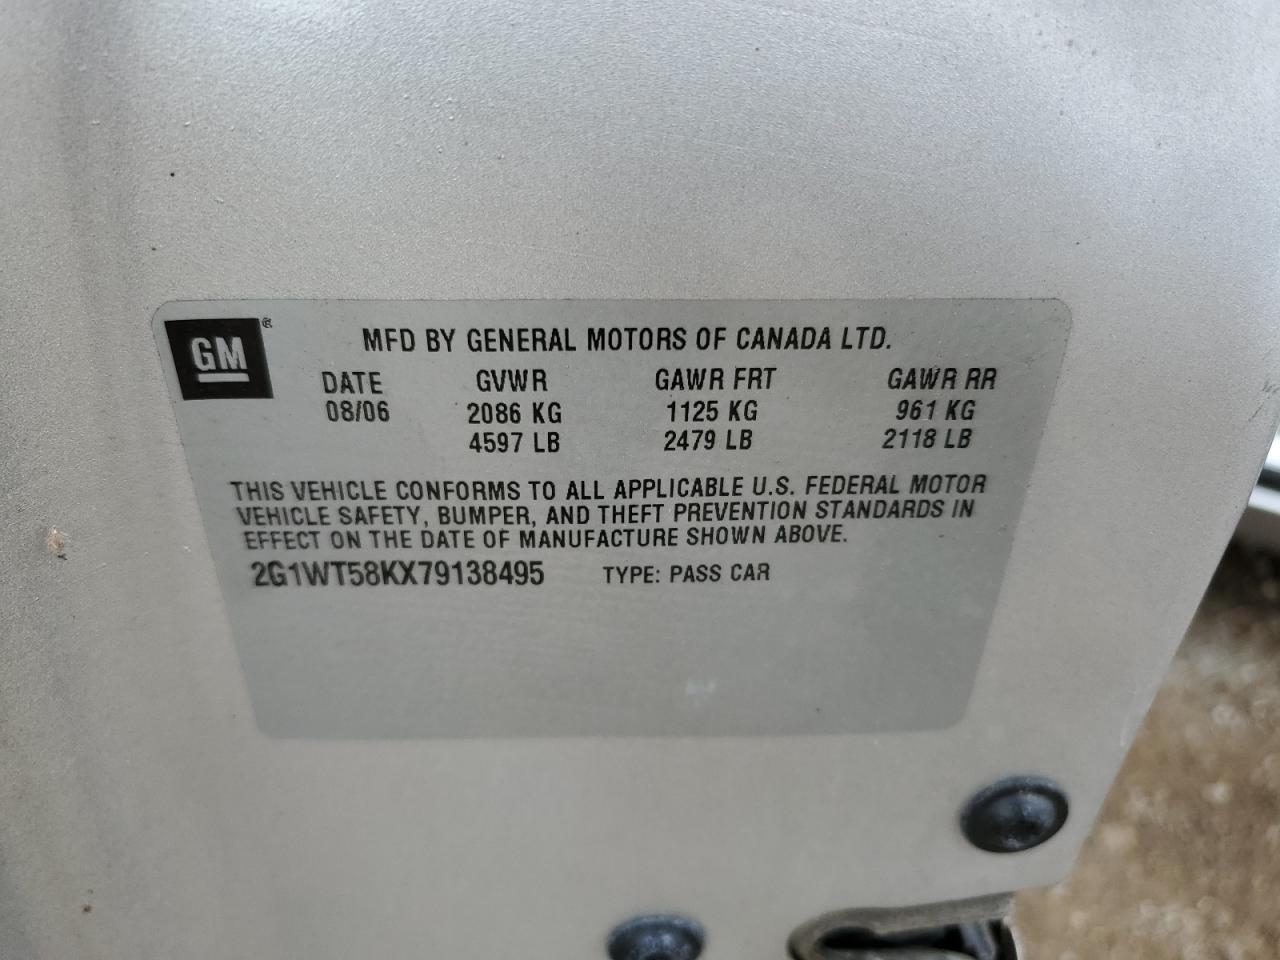 GM®
MFD BY GENERAL MOTORS OF CANADA LTD.
DATE GVWR GAWR FRT GAWR RR
08/06 2086 KG 1125 KG 961 KG
4597 LB 2479 LB 2118 LB
THIS VEHICLE CONFORMS TO ALL APPLICABLE U.S. FEDERAL MOTOR
VEHICLE SAFETY, BUMPER, AND THEFT PREVENTION STANDARDS IN
EFFECT ON THE DATE OF MANUFACTURE SHOWN ABOVE.
2G1WT58KX79138495 TYPE: PASS CAR